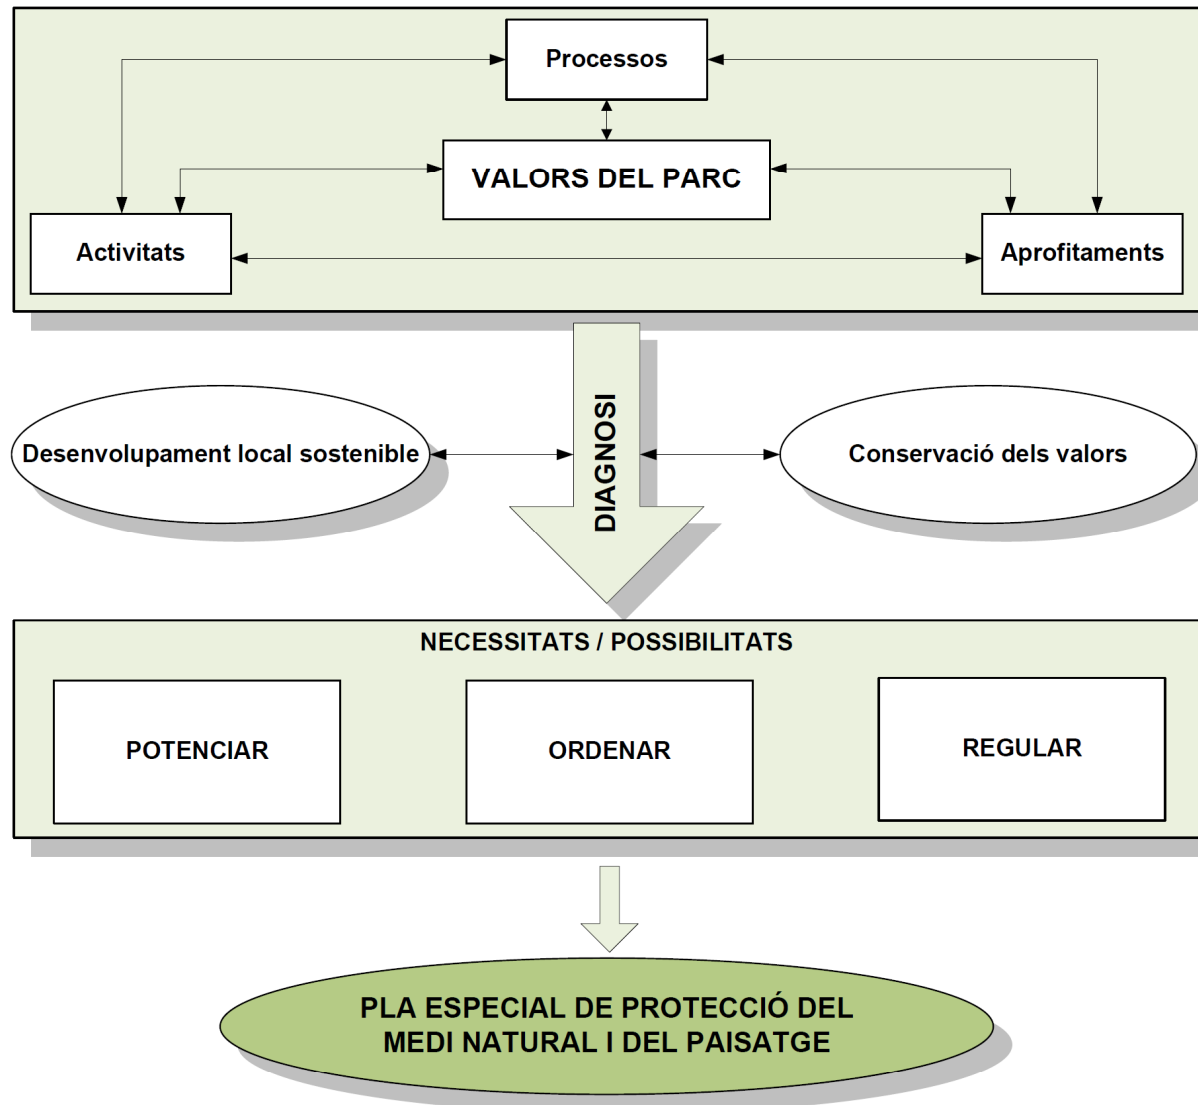 Processos
VALORS DEL PARC
Activitats
Aprofitaments
DIAGNOSI
Desenvolupament local sostenible
Conservació dels valors
NECESSITATS / POSSIBILITATS
POTENCIAR
ORDENAR
REGULAR
PLA ESPECIAL DE PROTECCIÓ DEL
MEDI NATURAL I DEL PAISATGE